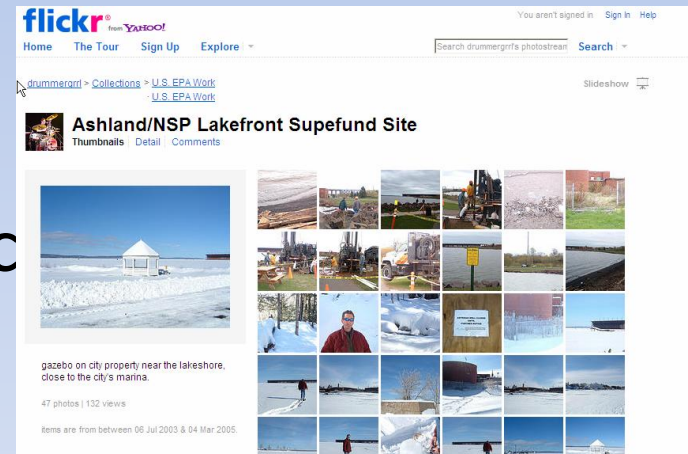 flickr from YAHOO!
You aren't signed in Sign In Help
Home The Tour Sign Up Explore
Search drummergrrl's photostream Search
drummergrrl > Collections > U.S. EPA Work
- U.S. EPA Work
Slideshow
Ashland/NSP Lakefront Supefund Site
Thumbnails Detail Comments
gazebo on city property near the lakeshore,
close to the city's marina.
47 photos | 132 views
items are from between 06 Jul 2003 & 04 Mar 2005.